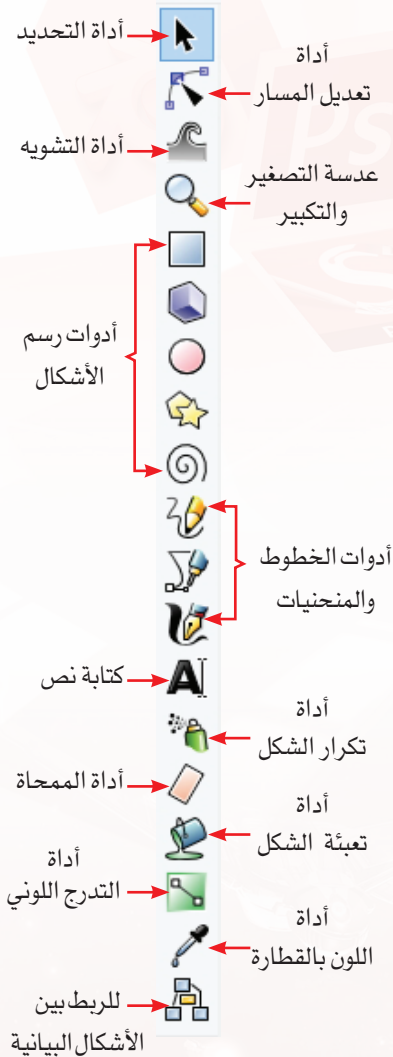 أداة التحديد
أداة
تعديل المسار
أداة التشويه
عدسة التصغير
والتكبير
أدوات رسم
الأشكال
أدوات الخطوط
والمنحنيات
كتابة نص
أداة
تكرار الشكل
أداة الممحاة
أداة
تعبئة الشكل
أداة
التدرج اللوني
أداة
اللون بالقطارة
للربط بين
الأشكال البيانية